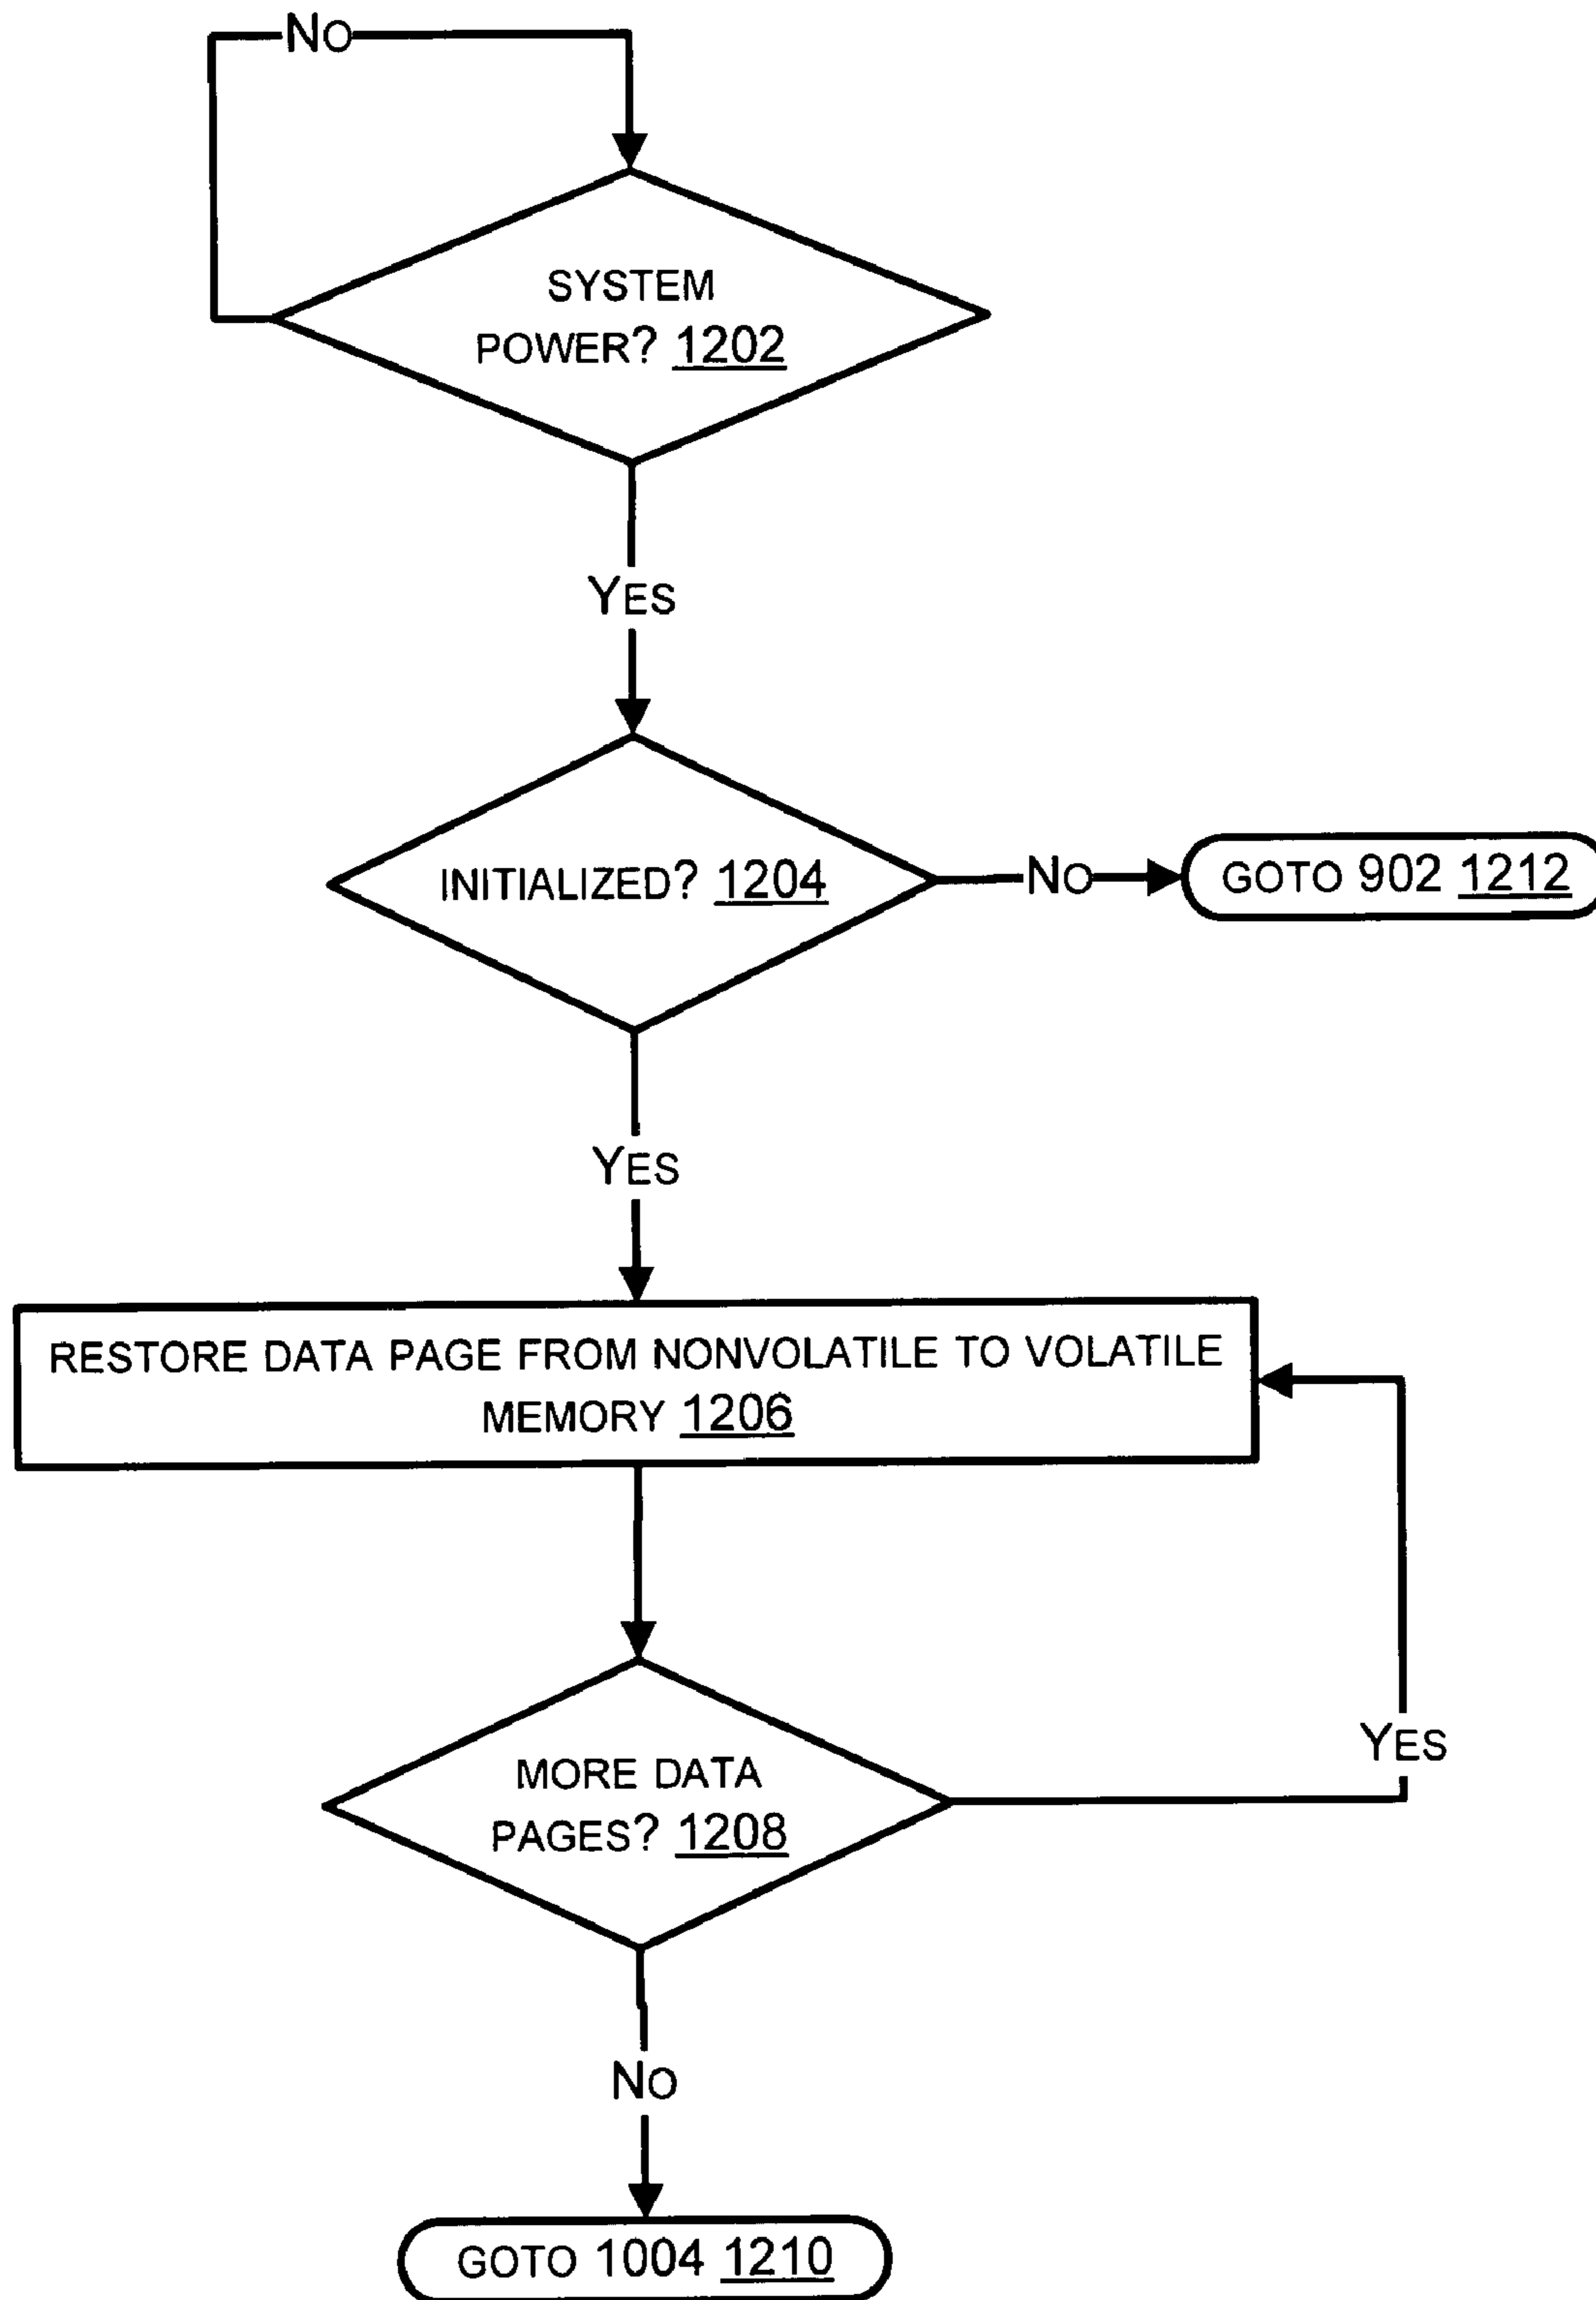 NO
SYSTEM
POWER? 1202
YES
INITIALIZED? 1204
NO
GOTO 902 1212
YES
RESTORE DATA PAGE FROM NONVOLATILE TO VOLATILE
MEMORY 1206
MORE DATA
PAGES? 1208
YES
NO
GOTO 1004 1210